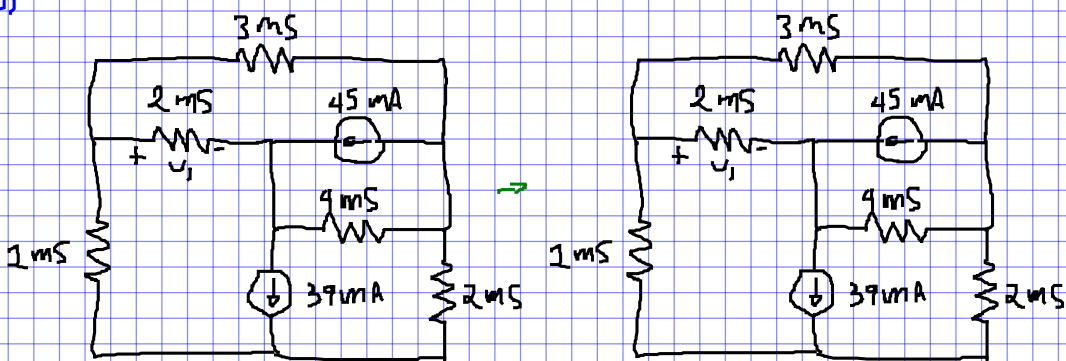 3 mS 3 mS
2 mS 45 mA 2 mS 45 mA
+ v₁ - + v₁ -
→
4 mS 4 mS
1 mS 1 mS
39 mA 2 mS 39 mA 2 mS